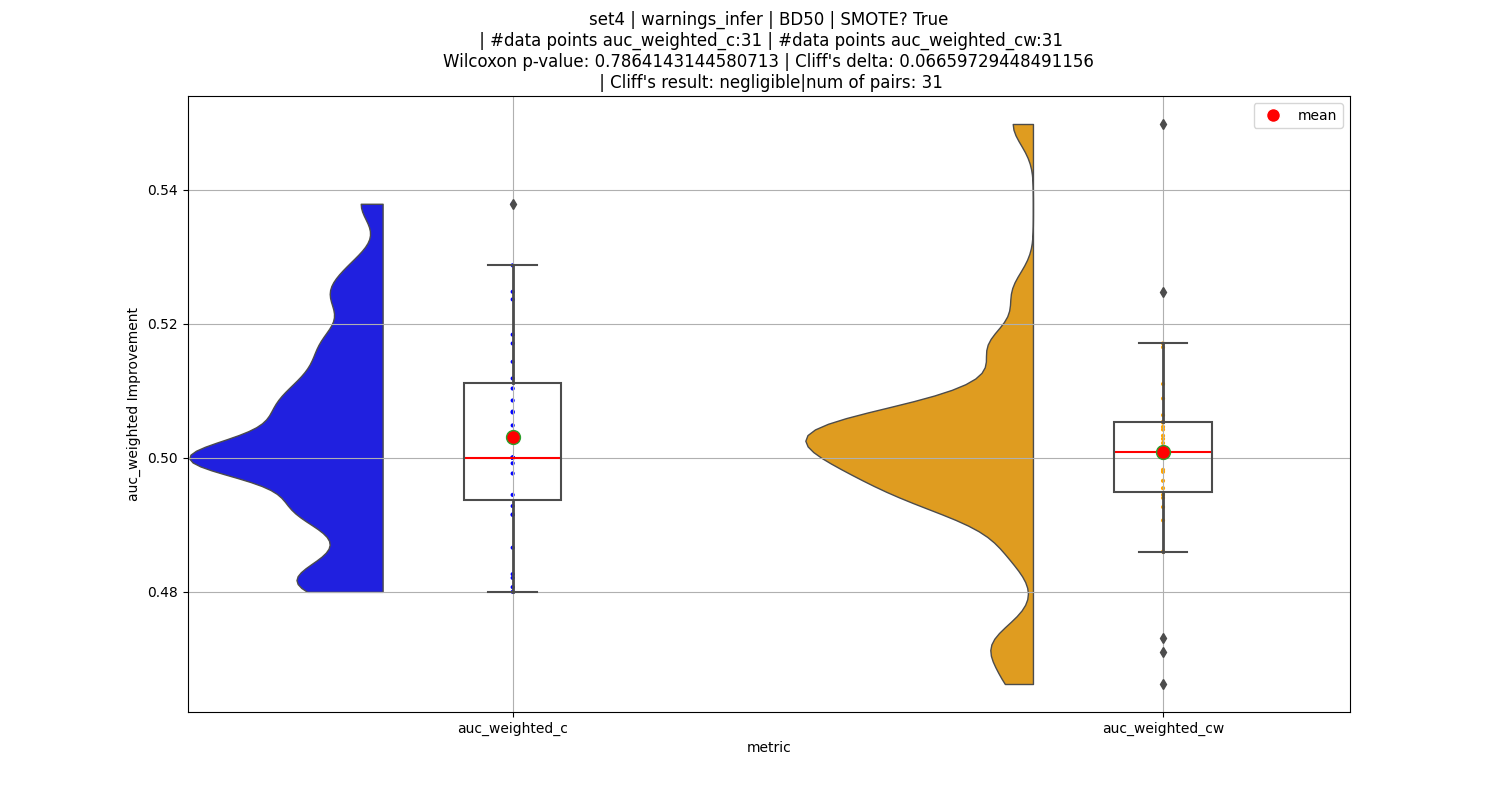 set4 | warnings_infer | BD50 | SMOTE? True
| #data points auc_weighted_c:31 | #data points auc_weighted_cw:31
Wilcoxon p-value: 0.7864143144580713 | Cliff's delta: 0.06659729448491156
| Cliff's result: negligible|num of pairs: 31
mean
0.54
0.52
0.50
0.48
auc_weighted Improvement
auc_weighted_c
auc_weighted_cw
metric